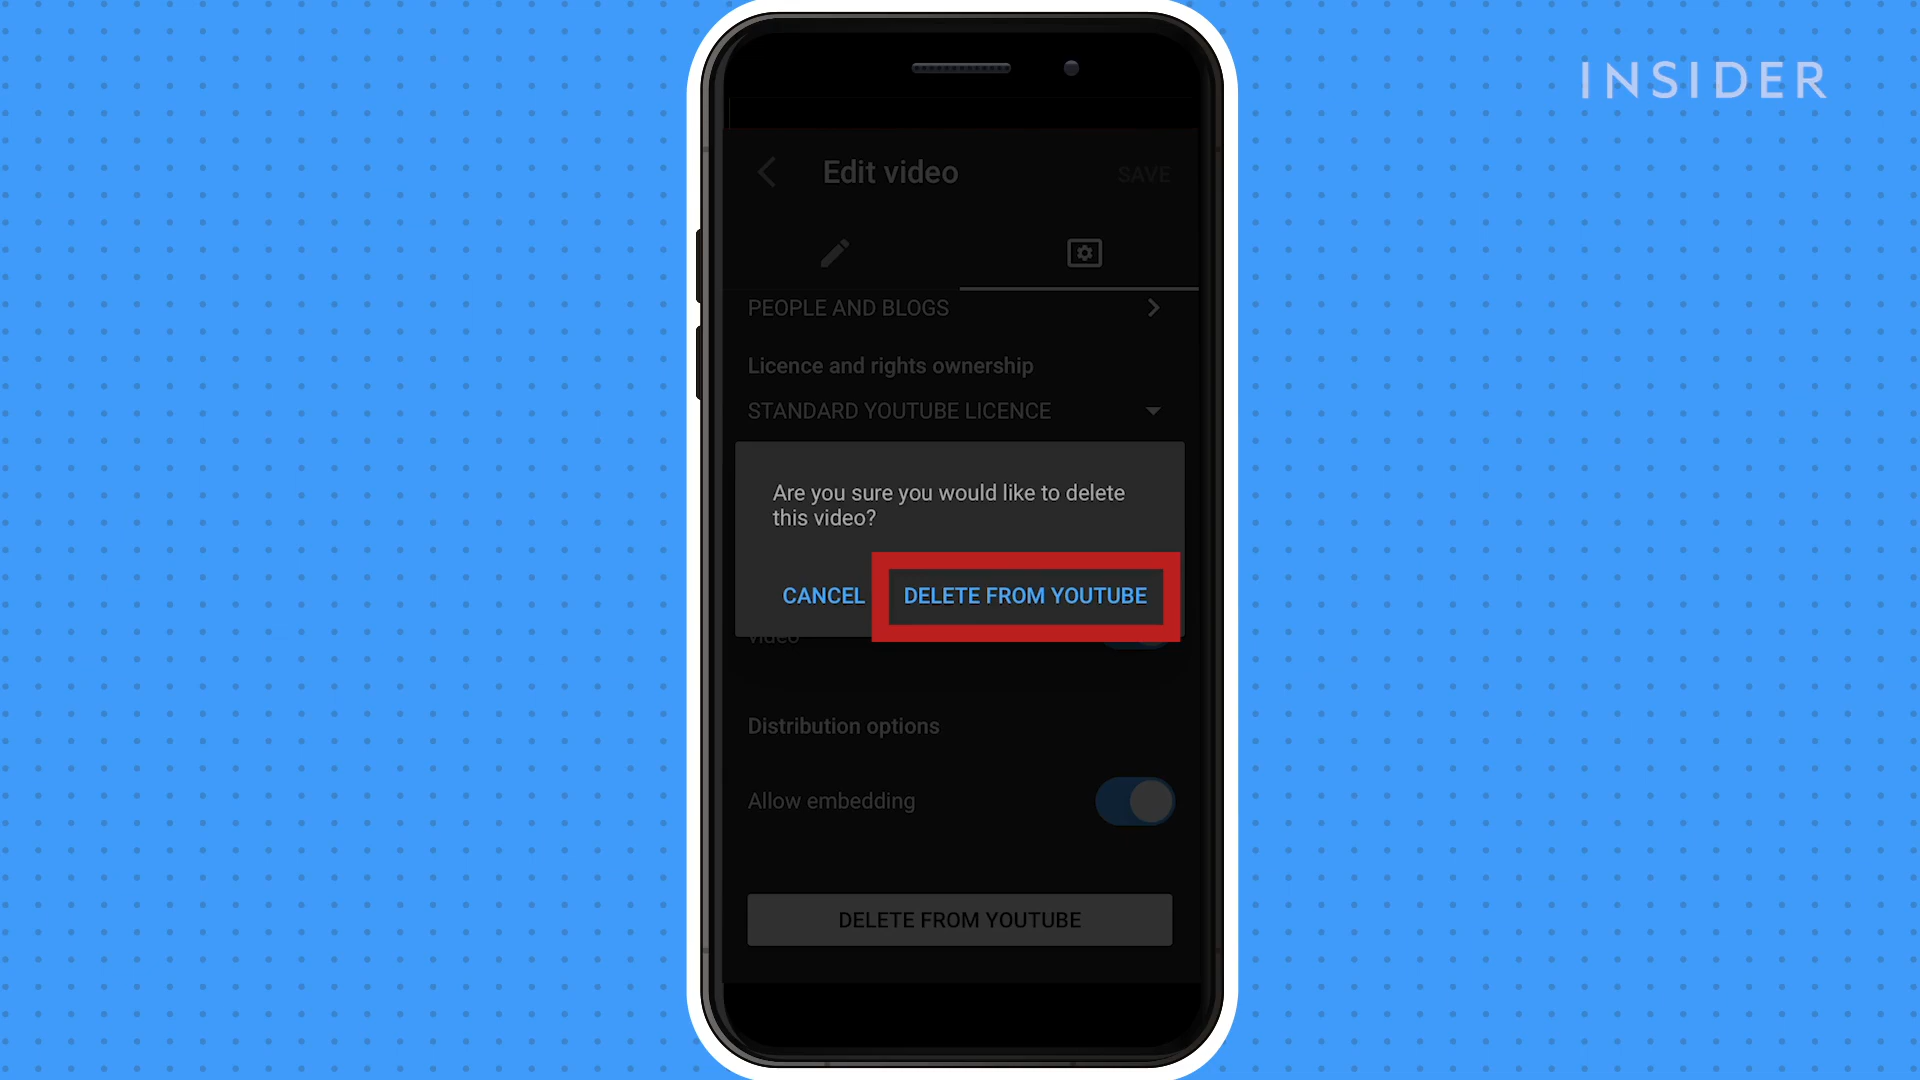 INSIDER
Edit video
SAVE
PEOPLE AND BLOGS
Licence and rights ownership
STANDARD YOUTUBE LICENCE
Are you sure you would like to delete
this video?
CANCEL
DELETE FROM YOUTUBE
video
Distribution options
Allow embedding
DELETE FROM YOUTUBE